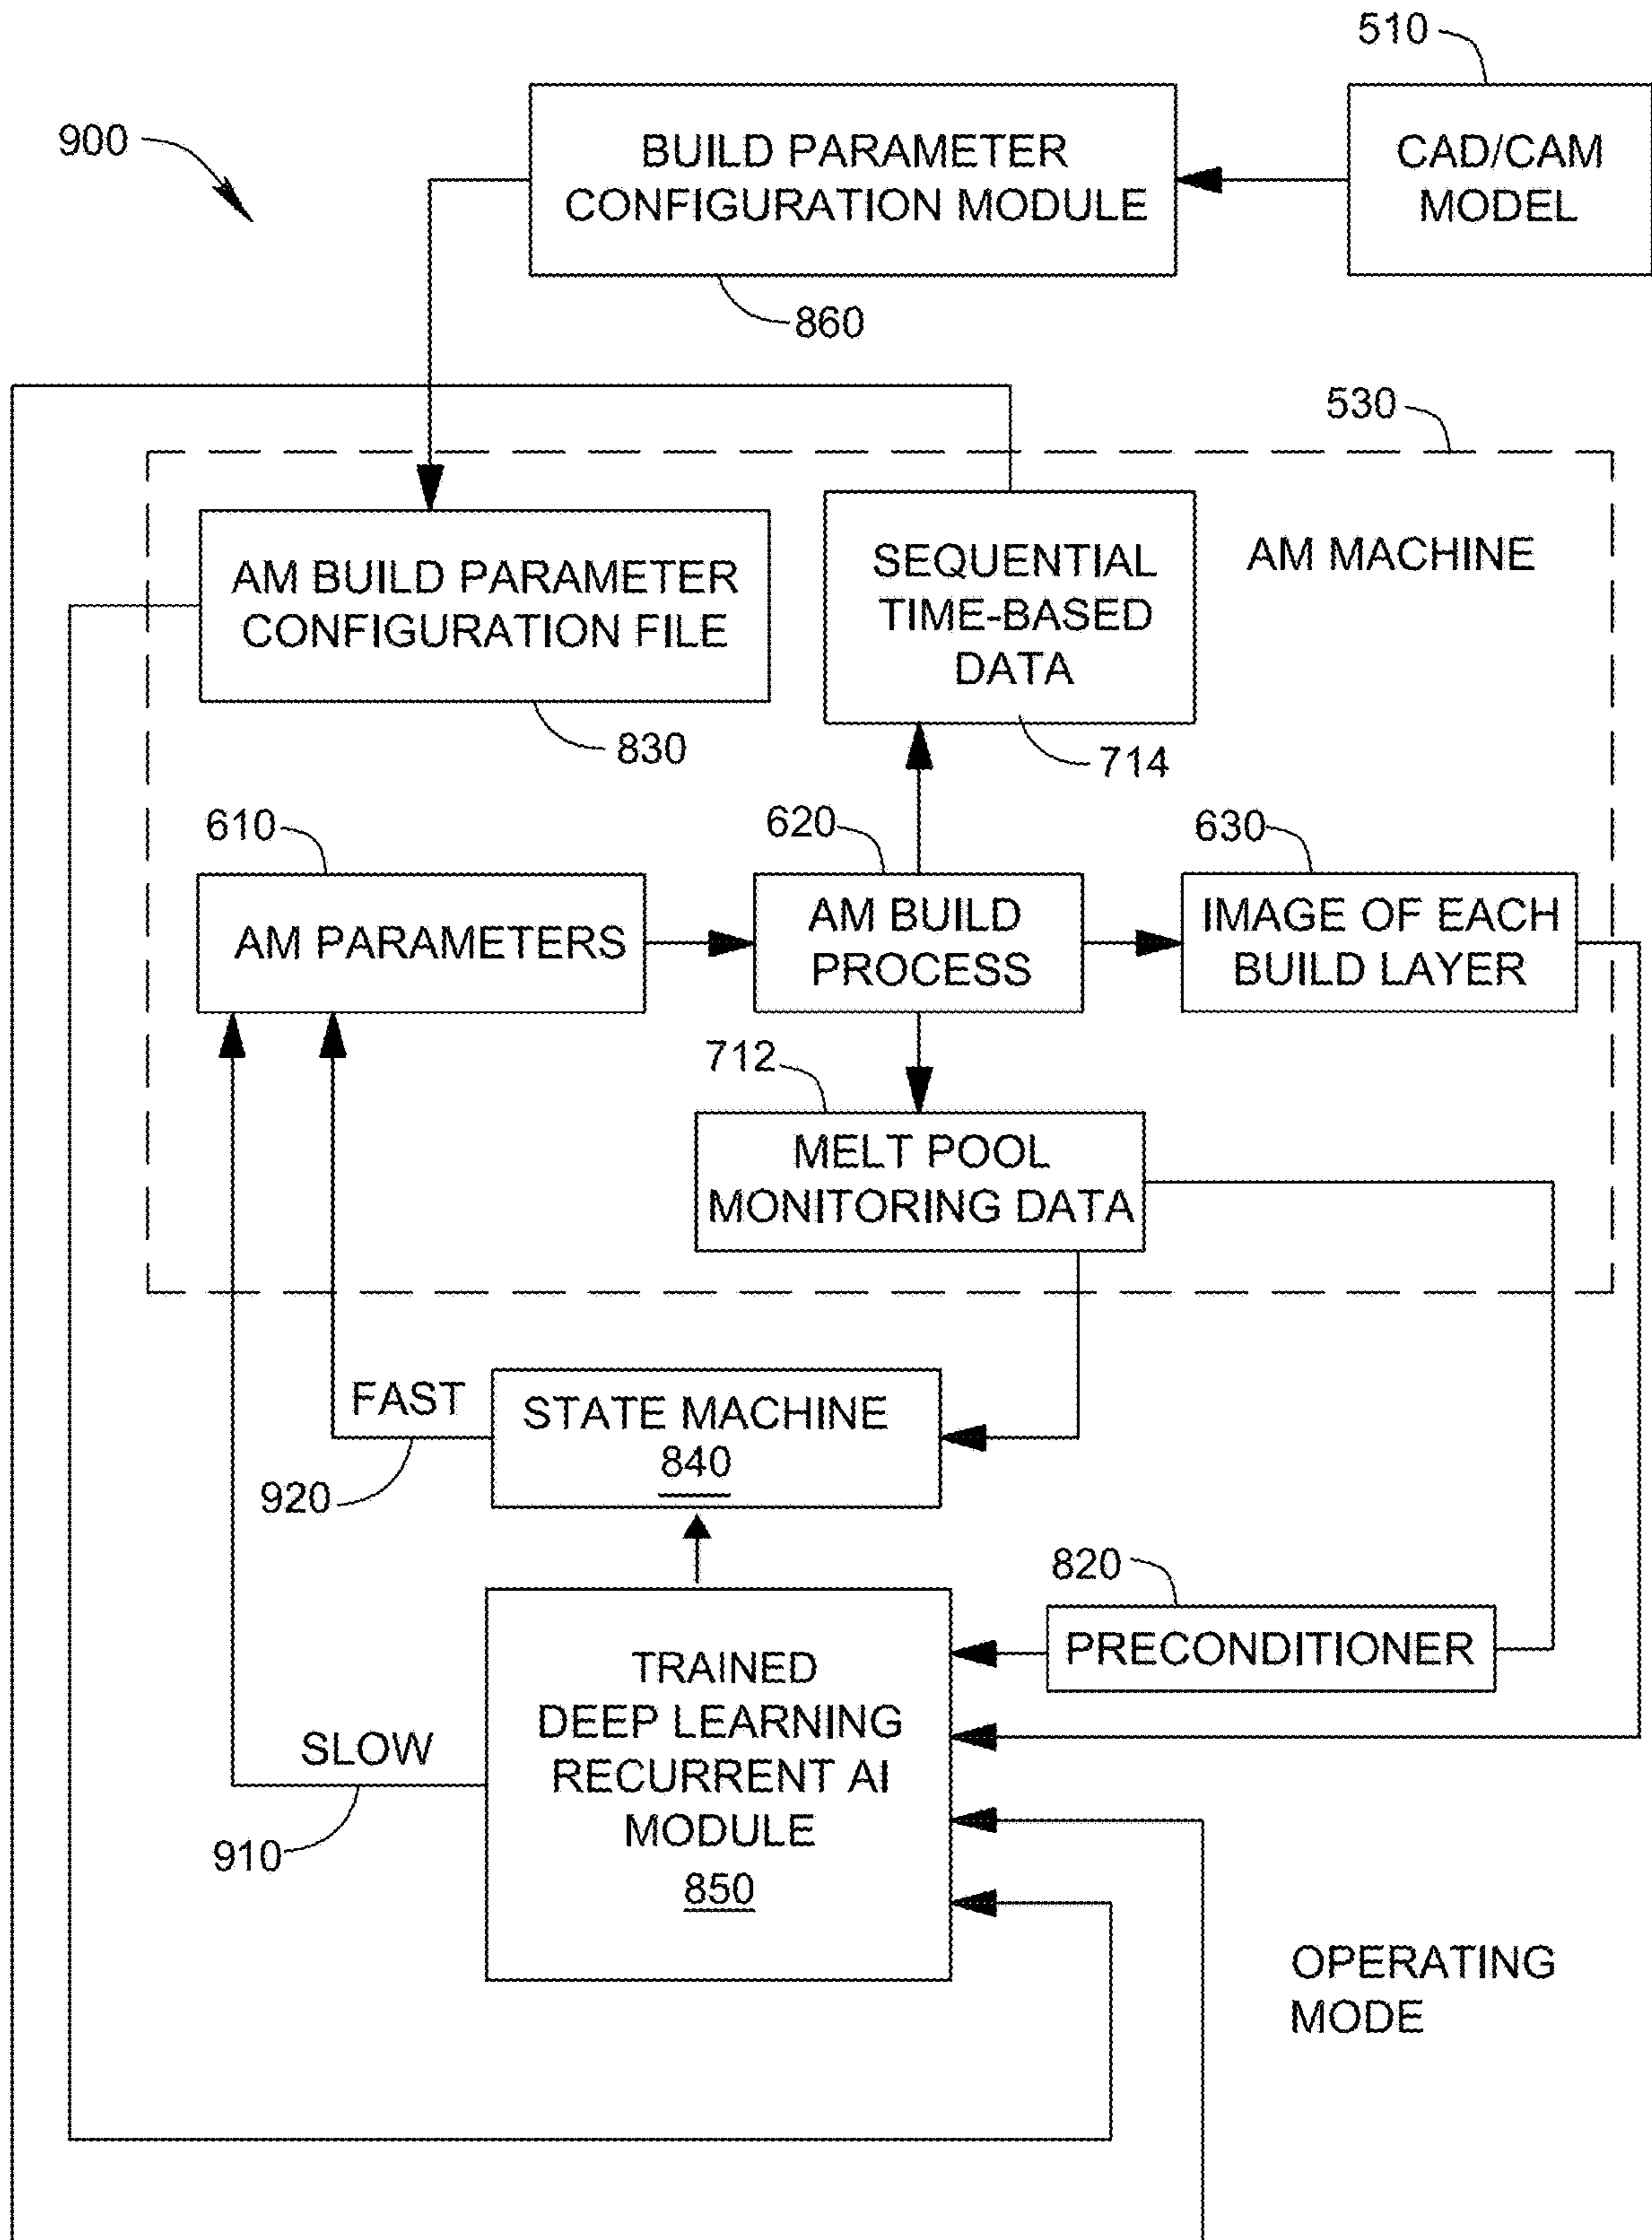 510
900
BUILD PARAMETER
CONFIGURATION MODULE
CAD/CAM
MODEL
860
530
AM BUILD PARAMETER
CONFIGURATION FILE
SEQUENTIAL
TIME-BASED
DATA
AM MACHINE
830
714
610
620
630
AM PARAMETERS
AM BUILD
PROCESS
IMAGE OF EACH
BUILD LAYER
712
MELT POOL
MONITORING DATA
FAST
STATE MACHINE
840
920
820
PRECONDITIONER
TRAINED
DEEP LEARNING
RECURRENT AI
MODULE
850
SLOW
910
OPERATING
MODE